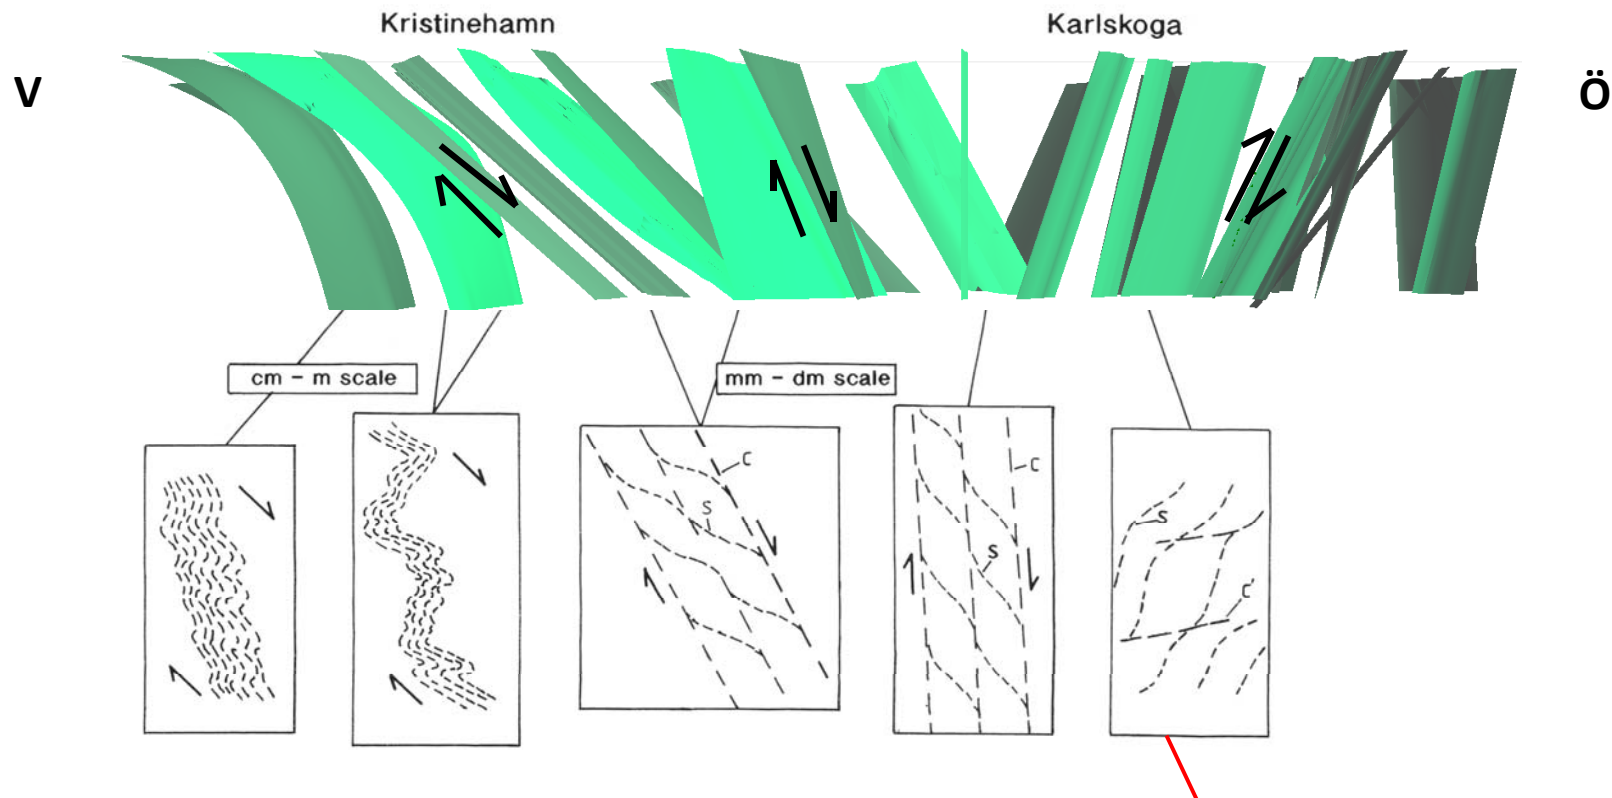 Kristinehamn
Karlskoga
V
Ö
cm - m scale
mm - dm scale
C
S
C
S
S
C'